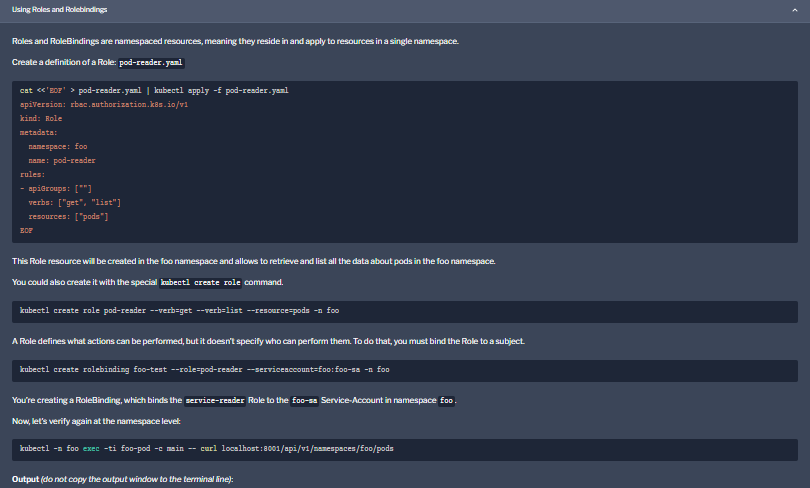 Using Roles and Rolebindings
Roles and RoleBindings are namespaced resources, meaning they reside in and apply to resources in a single namespace.
Create a definition of a Role: pod-reader.yaml
cat <<'EOF' > pod-reader.yaml | kubectl apply -f pod-reader.yaml
apiVersion: rbac.authorization.k8s.io/v1
kind: Role
metadata:
  namespace: foo
  name: pod-reader
rules:
- apiGroups: [""]
  verbs: ["get", "list"]
  resources: ["pods"]
EOF
This Role resource will be created in the foo namespace and allows to retrieve and list all the data about pods in the foo namespace.
You could also create it with the special kubectl create role command.
kubectl create role pod-reader --verb=get --verb=list --resource=pods -n foo
A Role defines what actions can be performed, but it doesn't specify who can perform them. To do that, you must bind the Role to a subject.
kubectl create rolebinding foo-test --role=pod-reader --serviceaccount=foo:foo-sa -n foo
You're creating a RoleBinding, which binds the service-reader Role to the foo-sa Service-Account in namespace foo.
Now, let's verify again at the namespace level:
kubectl -n foo exec -ti foo-pod -c main -- curl localhost:8001/api/v1/namespaces/foo/pods
Output (do not copy the output window to the terminal line):